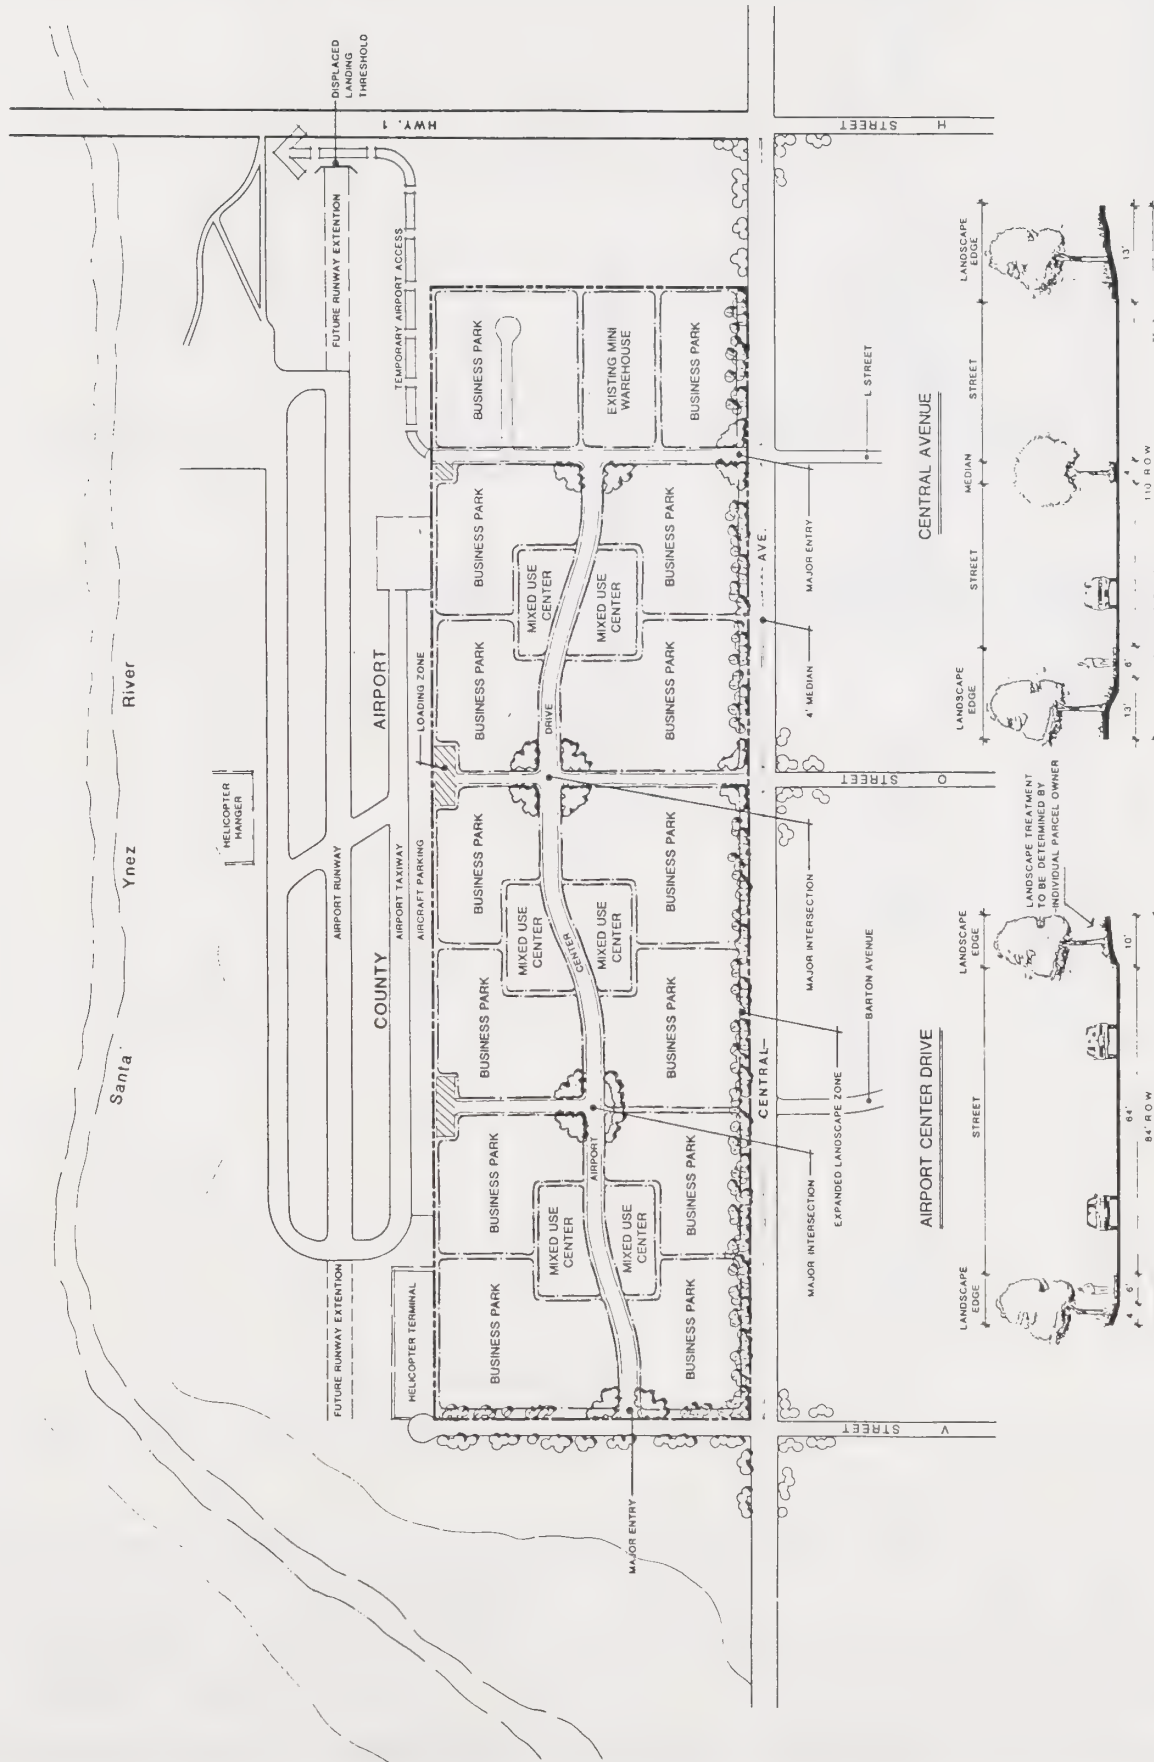 Santa Ynez River
HELICOPTER
HANGER
DISPLACED
LANDING
THRESHOLD
FUTURE RUNWAY EXTENTION
AIRPORT RUNWAY
FUTURE RUNWAY EXTENTION
AIRPORT TAXIWAY
COUNTY AIRPORT
TEMPORARY AIRPORT ACCESS
HWY. 1
HELICOPTER TERMINAL
AIRCRAFT PARKING
LOADING ZONE
BUSINESS PARK
BUSINESS PARK
BUSINESS PARK
BUSINESS PARK
BUSINESS PARK
BUSINESS PARK
BUSINESS PARK
MIXED USE
CENTER
MIXED USE
CENTER
MIXED USE
CENTER
AIRPORT
CENTER
DRIVE
MIXED USE
CENTER
MIXED USE
CENTER
MIXED USE
CENTER
EXISTING MINI
WAREHOUSE
BUSINESS PARK
BUSINESS PARK
BUSINESS PARK
BUSINESS PARK
BUSINESS PARK
BUSINESS PARK
BUSINESS PARK
MAJOR ENTRY
CENTRAL
AVE.
MAJOR INTERSECTION
EXPANDED LANDSCAPE ZONE
MAJOR INTERSECTION
4' MEDIAN
MAJOR ENTRY
V STREET
BARTON AVENUE
O STREET
L STREET
H STREET
AIRPORT CENTER DRIVE
LANDSCAPE
EDGE
STREET
LANDSCAPE
EDGE
LANDSCAPE TREATMENT
TO BE DETERMINED BY
INDIVIDUAL PARCEL OWNER
4' 6' 64' 10'
84' ROW
CENTRAL AVENUE
LANDSCAPE
EDGE
STREET
MEDIAN
STREET
LANDSCAPE
EDGE
13' 6' 4' 13'
110 ROW